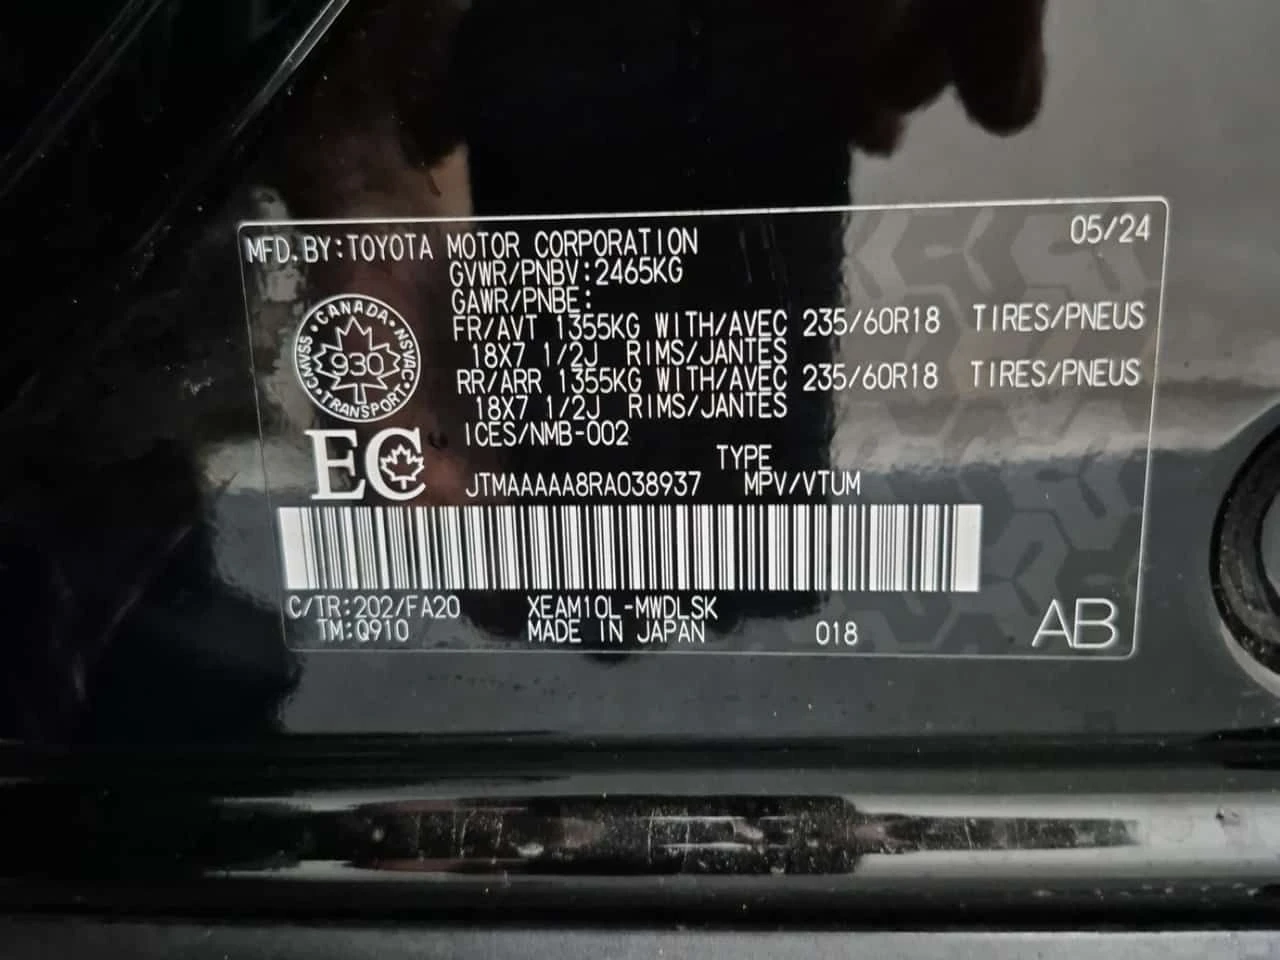 MFD. BY: TOYOTA MOTOR CORPORATION 05/24
GVWR/PNBV: 2465KG
GAWR/PNBE:
FR/AVT 1355KG WITH/AVEC 235/60R18 TIRES/PNEUS
18X7 1/2J RIMS/JANTES
RR/ARR 1355KG WITH/AVEC 235/60R18 TIRES/PNEUS
18X7 1/2J RIMS/JANTES
ICES/NMB-002
CANADA
CMVSS · NSVAC
930
TRANSPORT
EC
TYPE
JTMAAAAA8RA038937 MPV/VTUM
C/TR: 202/FA20 XEAM10L-MWDLSK
TM: Q910 MADE IN JAPAN 018 AB